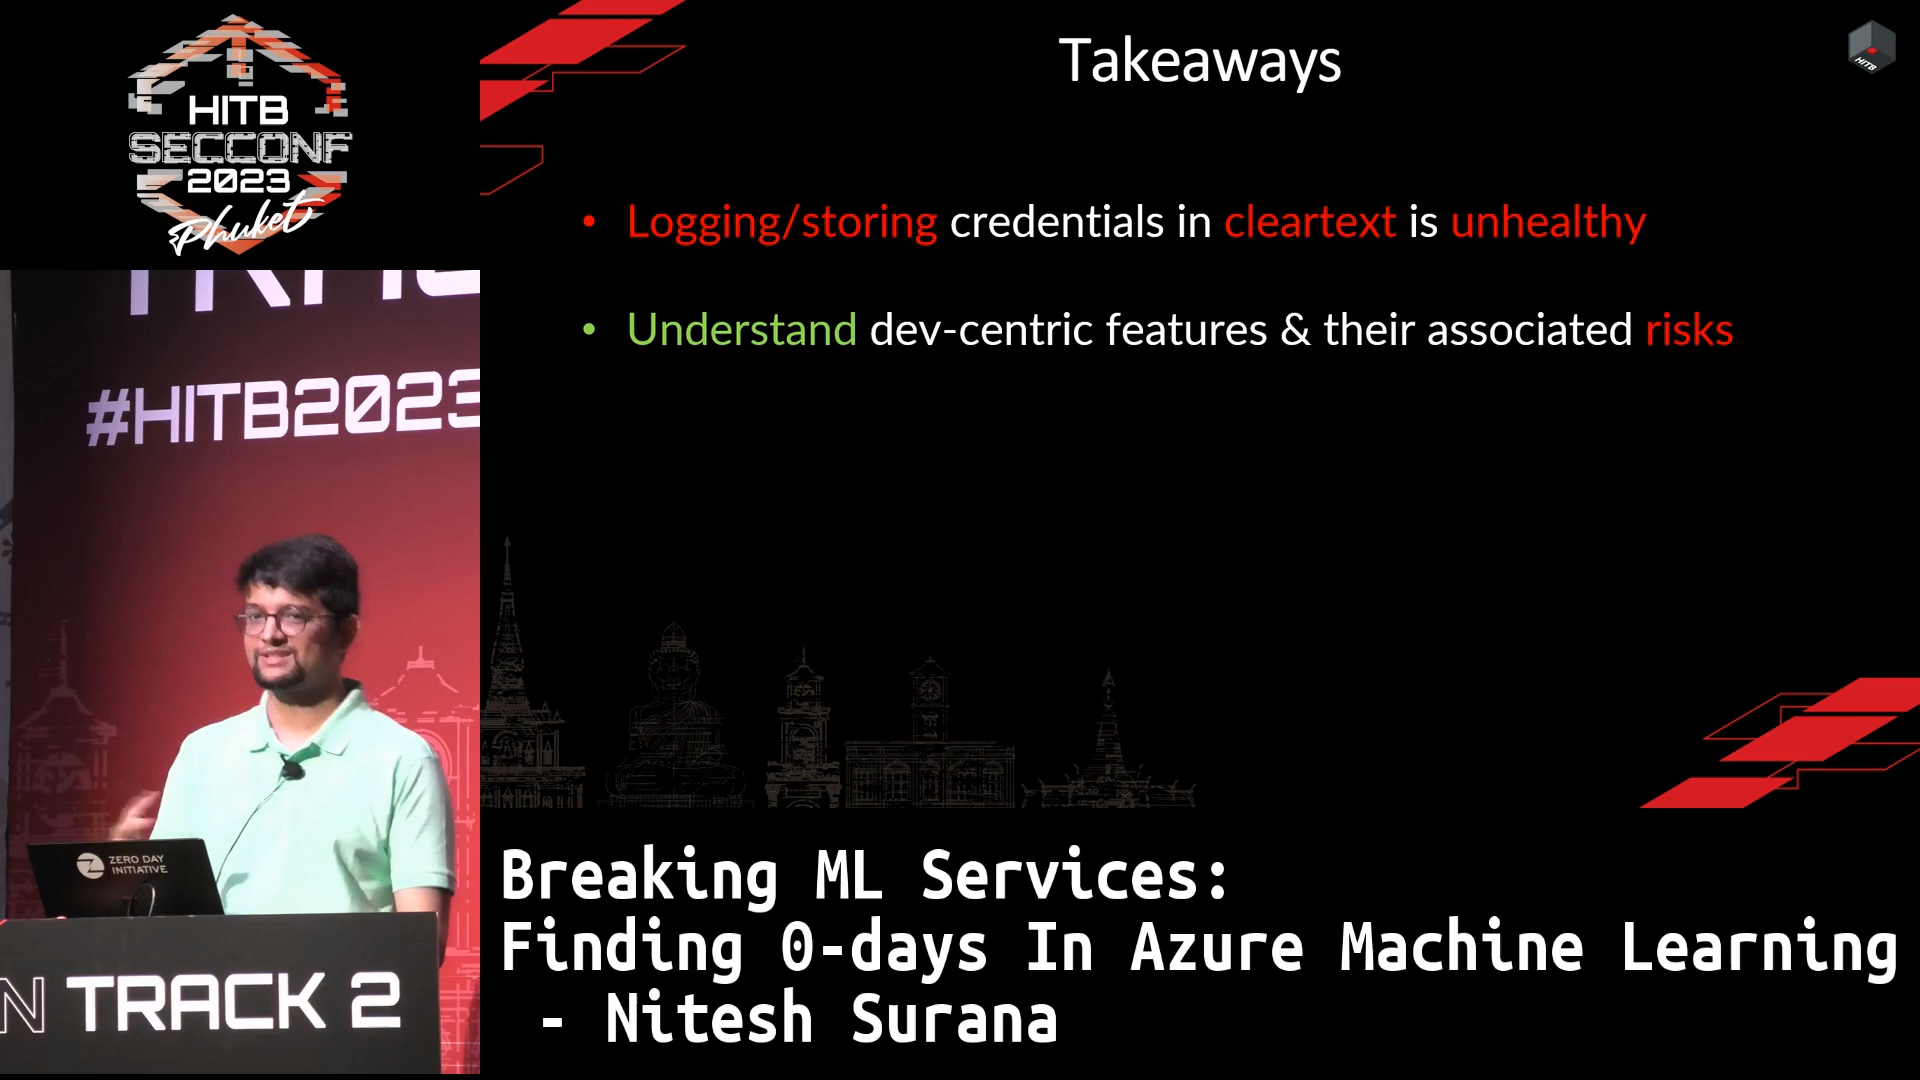 HITB
SECCONF
2023
Phuket
#HITB2023
ZERO DAY
INITIATIVE
N TRACK 2
Takeaways
HITB
• Logging/storing credentials in cleartext is unhealthy
• Understand dev-centric features & their associated risks
Breaking ML Services:
Finding 0-days In Azure Machine Learning
- Nitesh Surana